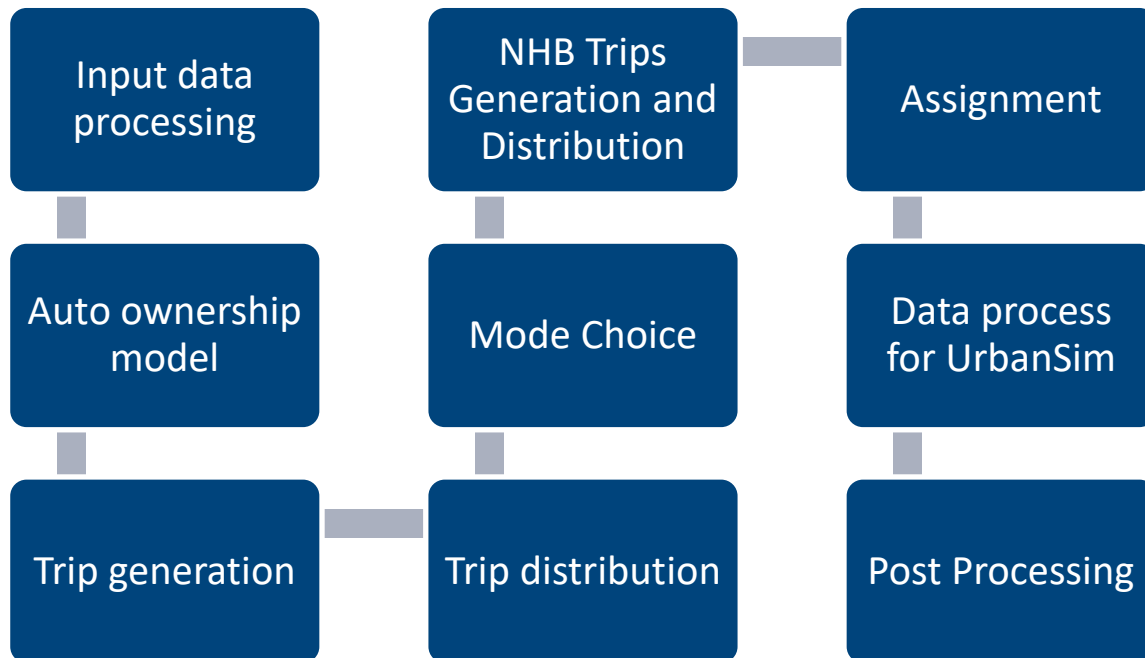 Input data
processing
Auto ownership
model
Trip generation
Trip distribution
Mode Choice
NHB Trips
Generation and
Distribution
Assignment
Data process
for UrbanSim
Post Processing